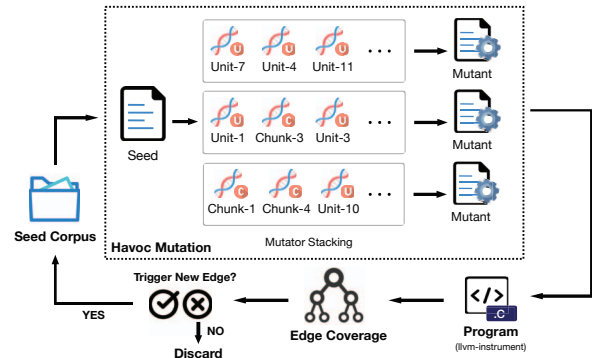 Unit-7 Unit-4 Unit-11 ...
Mutant
Seed
Unit-1 Chunk-3 Unit-3 ...
Mutant
Chunk-1 Chunk-4 Unit-10 ...
Mutant
U U U
U C U
C C U
Seed Corpus
Havoc Mutation
Mutator Stacking
Trigger New Edge?
YES
NO
Discard
Edge Coverage
</>
.C
Program
(llvm-instrument)